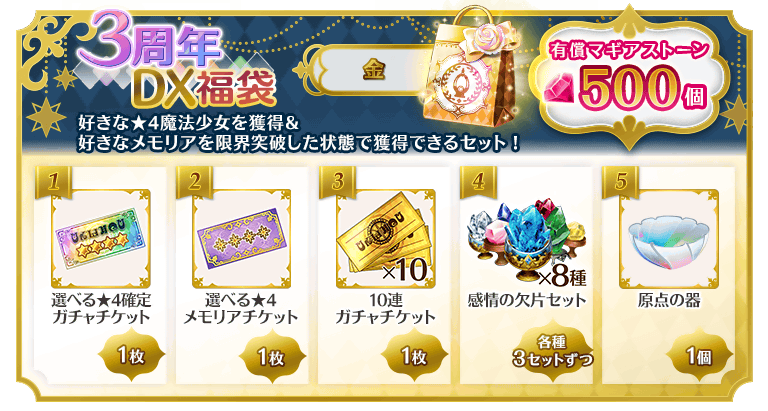 3周年
DX福袋
金
有償マギアストーン
500個
好きな★4魔法少女を獲得＆
好きなメモリアを限界突破した状態で獲得できるセット！
1
選べる★4確定
ガチャチケット
1枚
2
選べる★4
メモリアチケット
1枚
3
×10
10連
ガチャチケット
1枚
4
×8種
感情の欠片セット
各種
3セットずつ
5
原点の器
1個